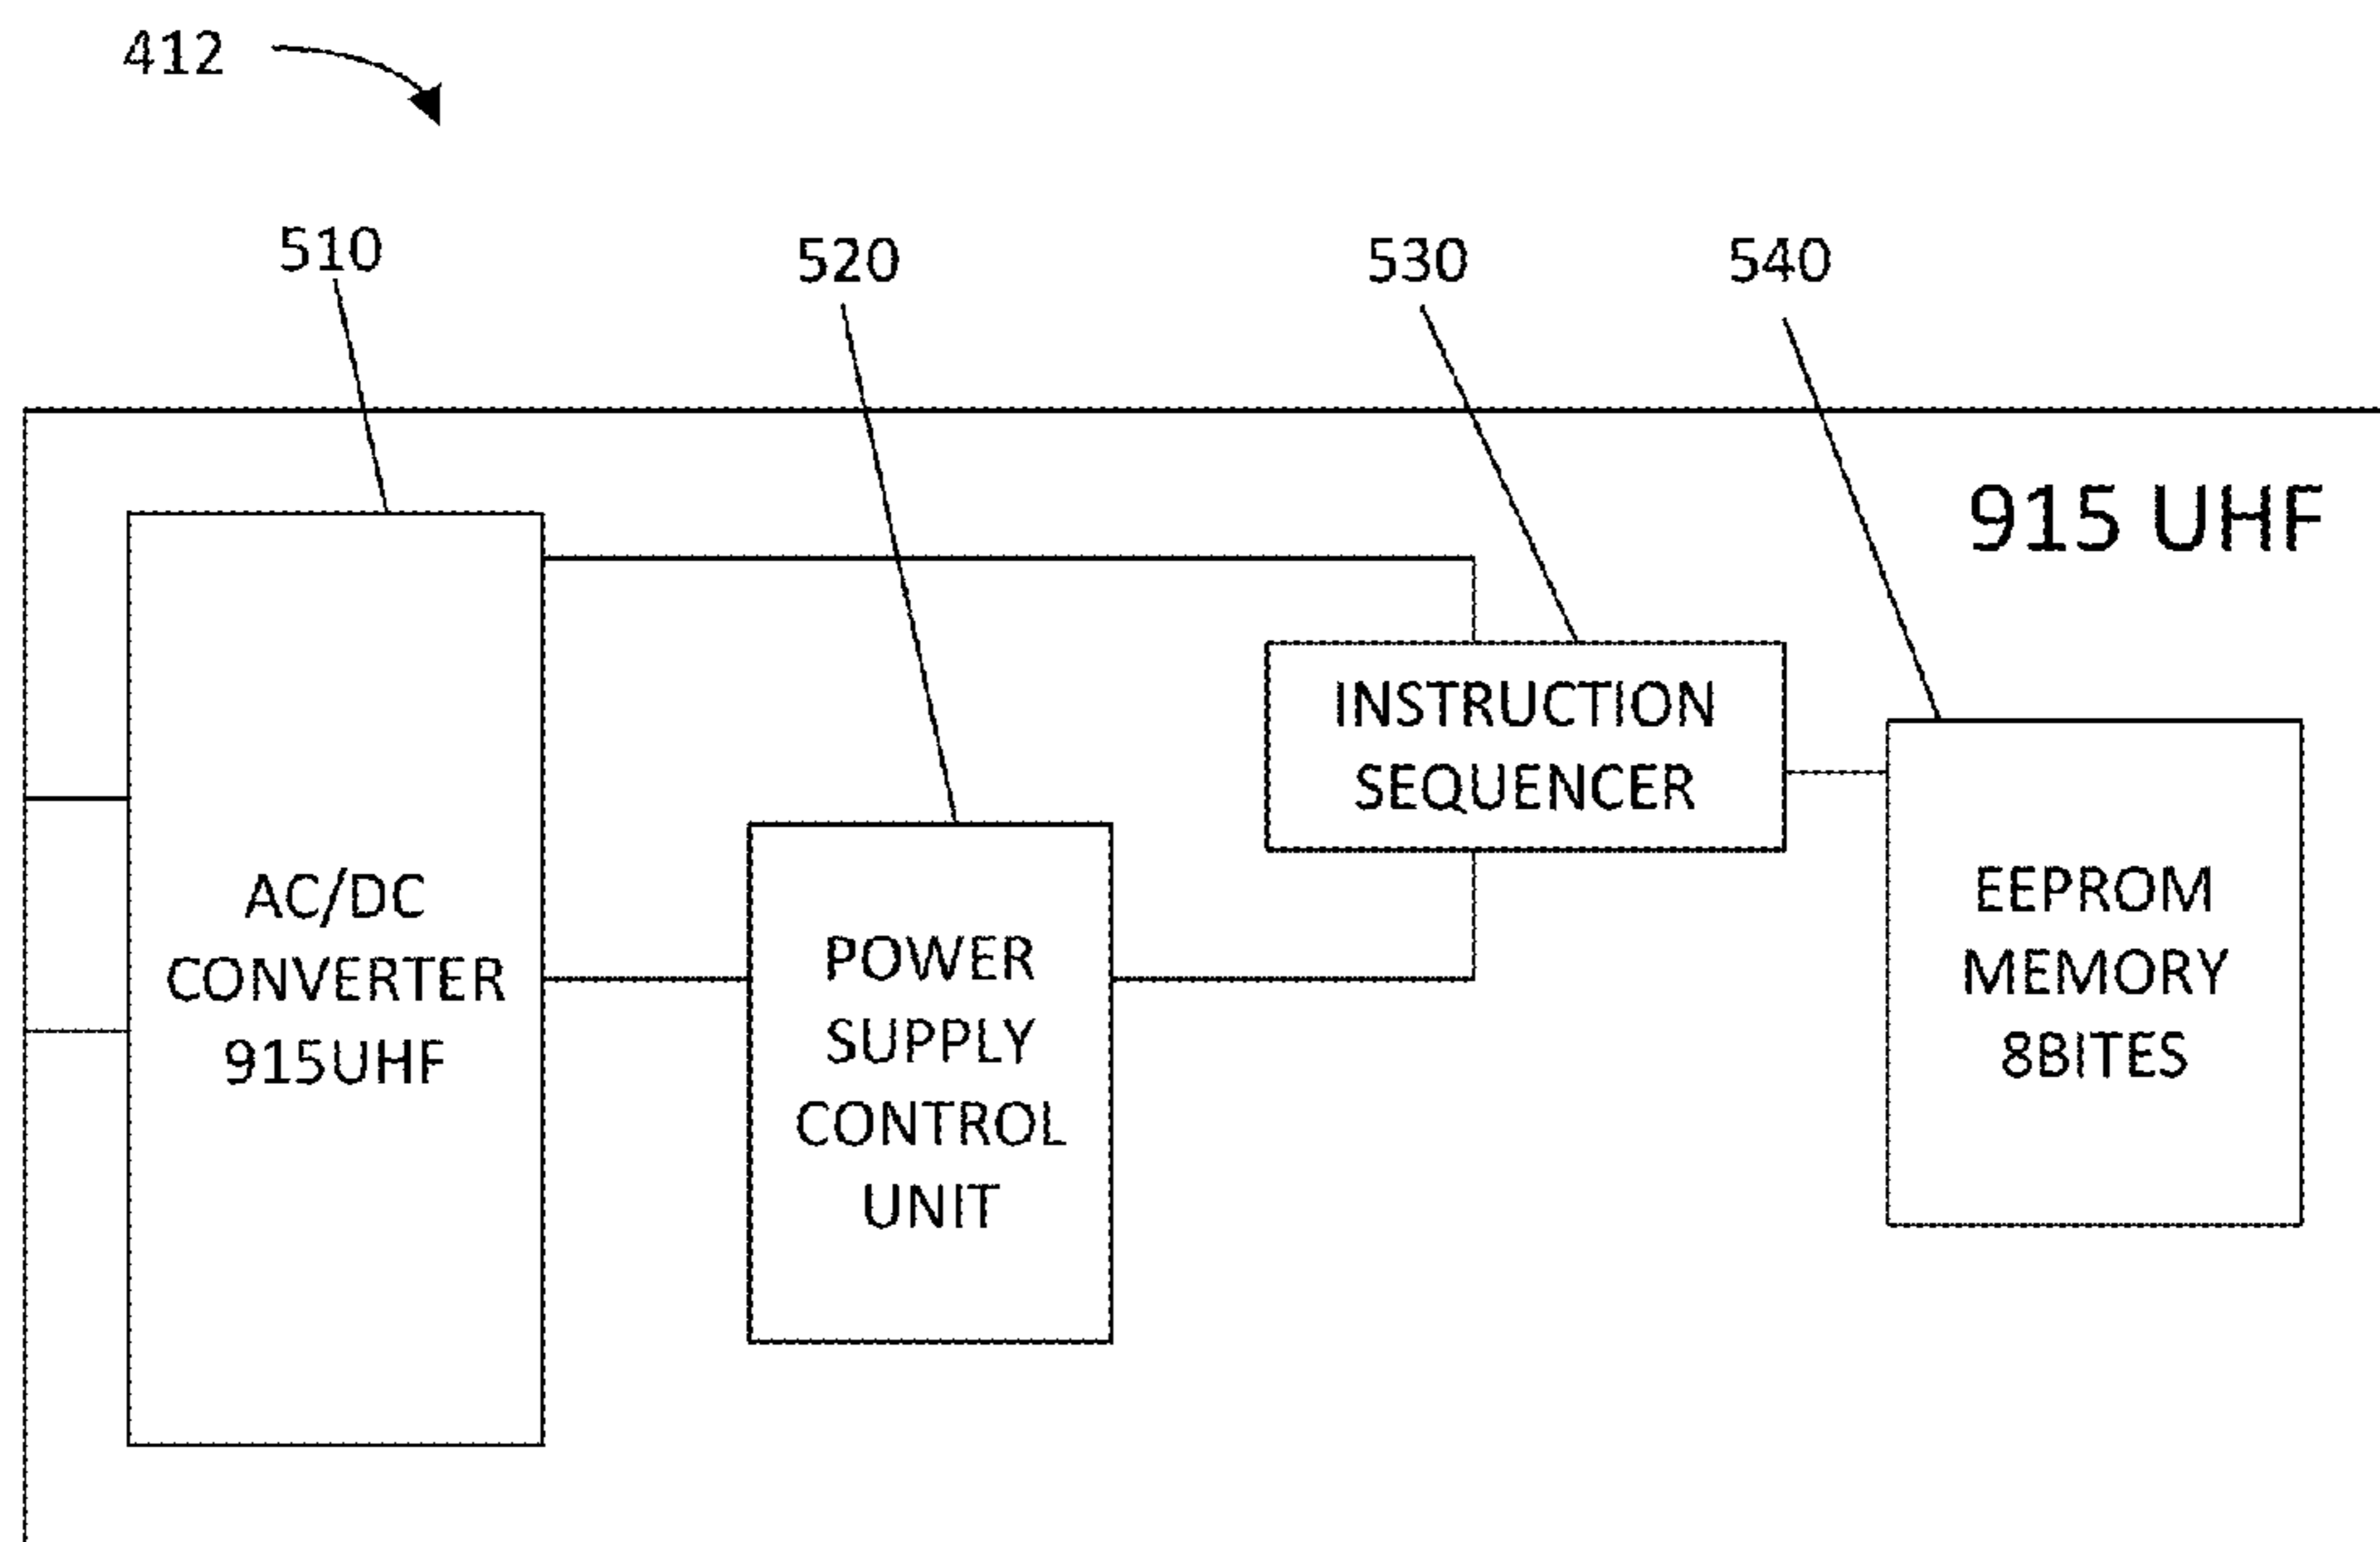 412
510
520
530
540
915 UHF
INSTRUCTION
SEQUENCER
AC/DC
CONVERTER
915UHF
POWER
SUPPLY
CONTROL
UNIT
EEPROM
MEMORY
8BITES